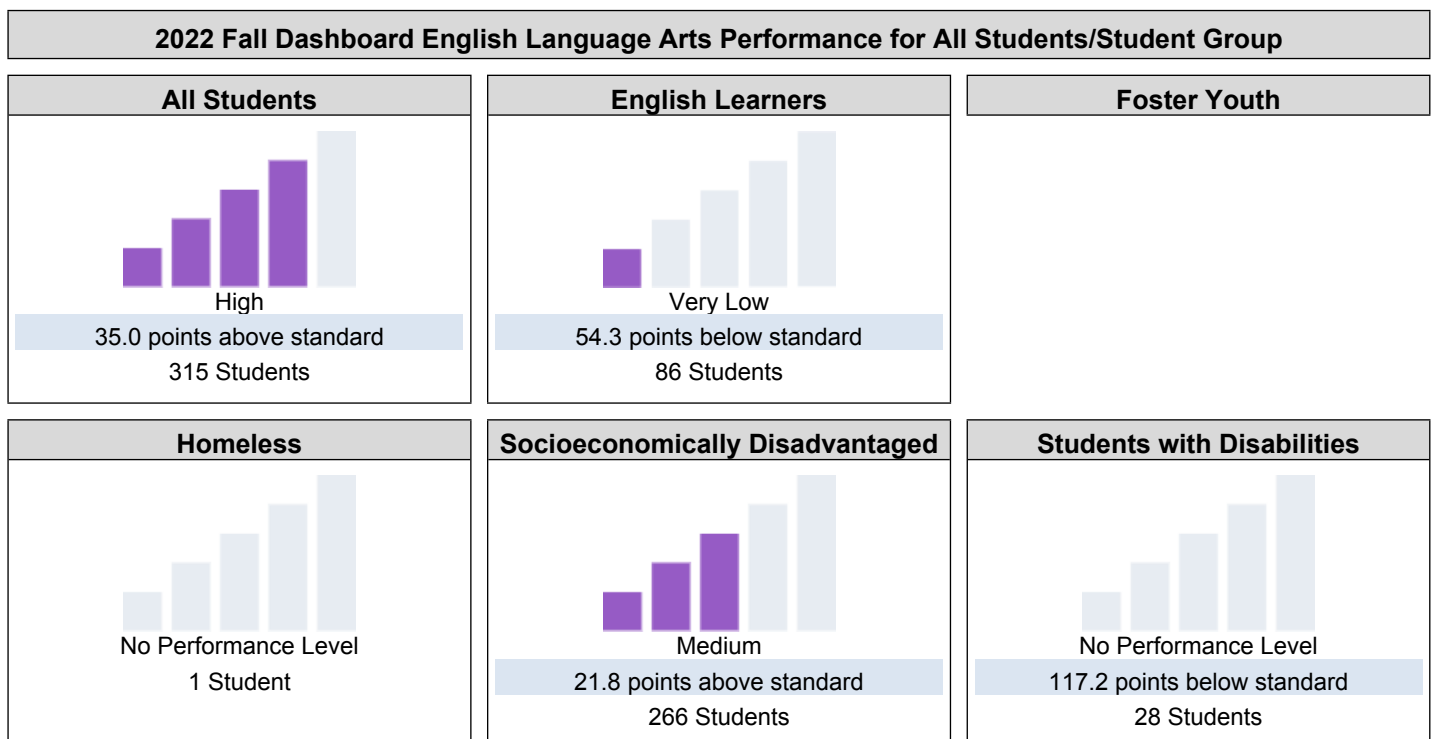 2022 Fall Dashboard English Language Arts Performance for All Students/Student Group
All Students
High
35.0 points above standard
315 Students
English Learners
Very Low
54.3 points below standard
86 Students
Foster Youth
Homeless
No Performance Level
1 Student
Socioeconomically Disadvantaged
Medium
21.8 points above standard
266 Students
Students with Disabilities
No Performance Level
117.2 points below standard
28 Students